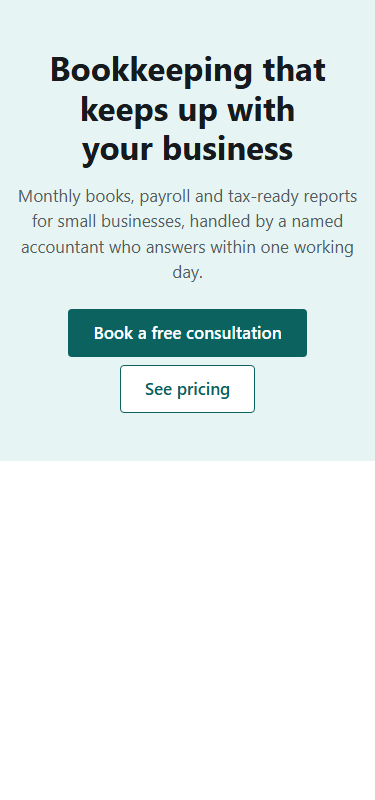 Bookkeeping that
keeps up with
your business
Monthly books, payroll and tax-ready reports
for small businesses, handled by a named
accountant who answers within one working
day.
Book a free consultation
See pricing